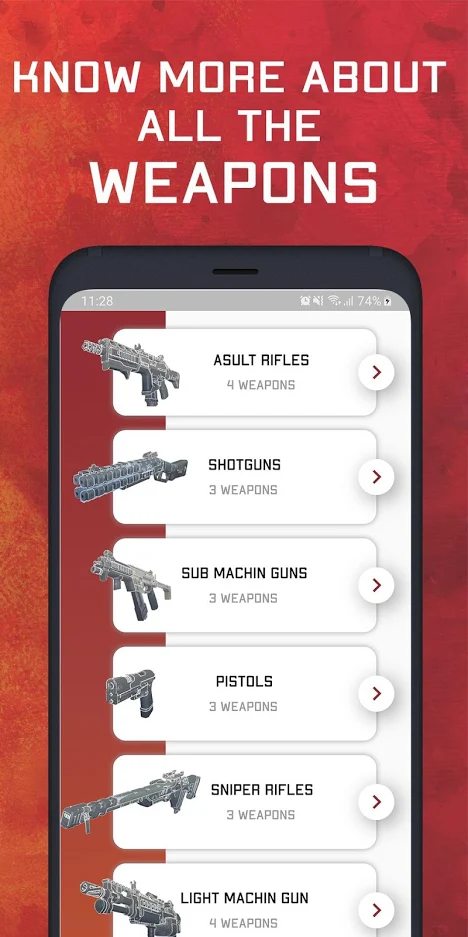 KNOW MORE ABOUT
ALL THE
WEAPONS
11:28 74%
ASULT RIFLES
4 WEAPONS
SHOTGUNS
3 WEAPONS
SUB MACHIN GUNS
3 WEAPONS
PISTOLS
3 WEAPONS
SNIPER RIFLES
3 WEAPONS
LIGHT MACHIN GUN
4 WEAPONS